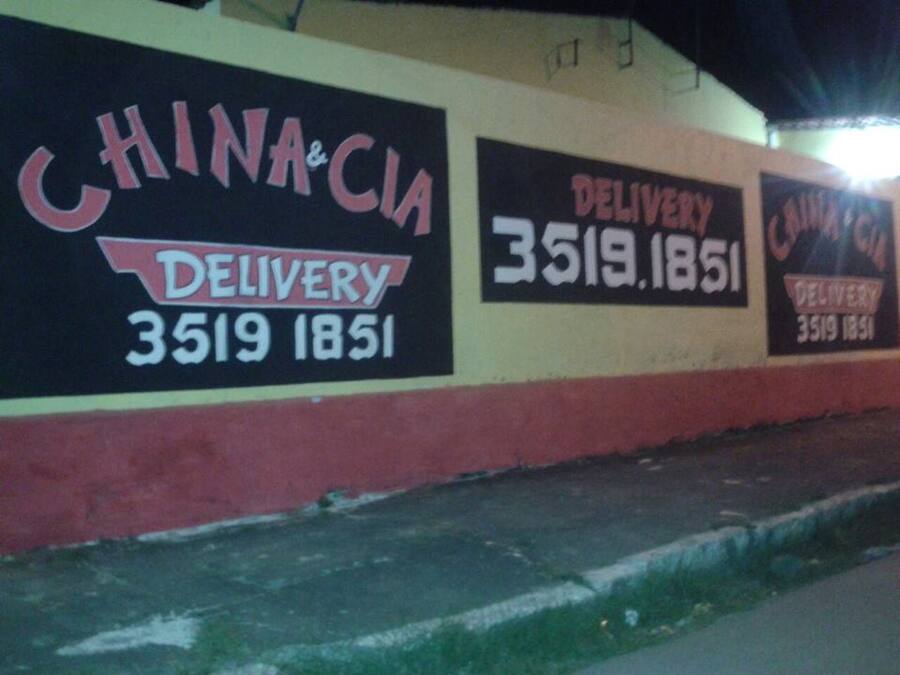 CHINA & CIA
DELIVERY
3519 1851
DELIVERY
3519.1851
CHINA & CIA
DELIVERY
3519 1851